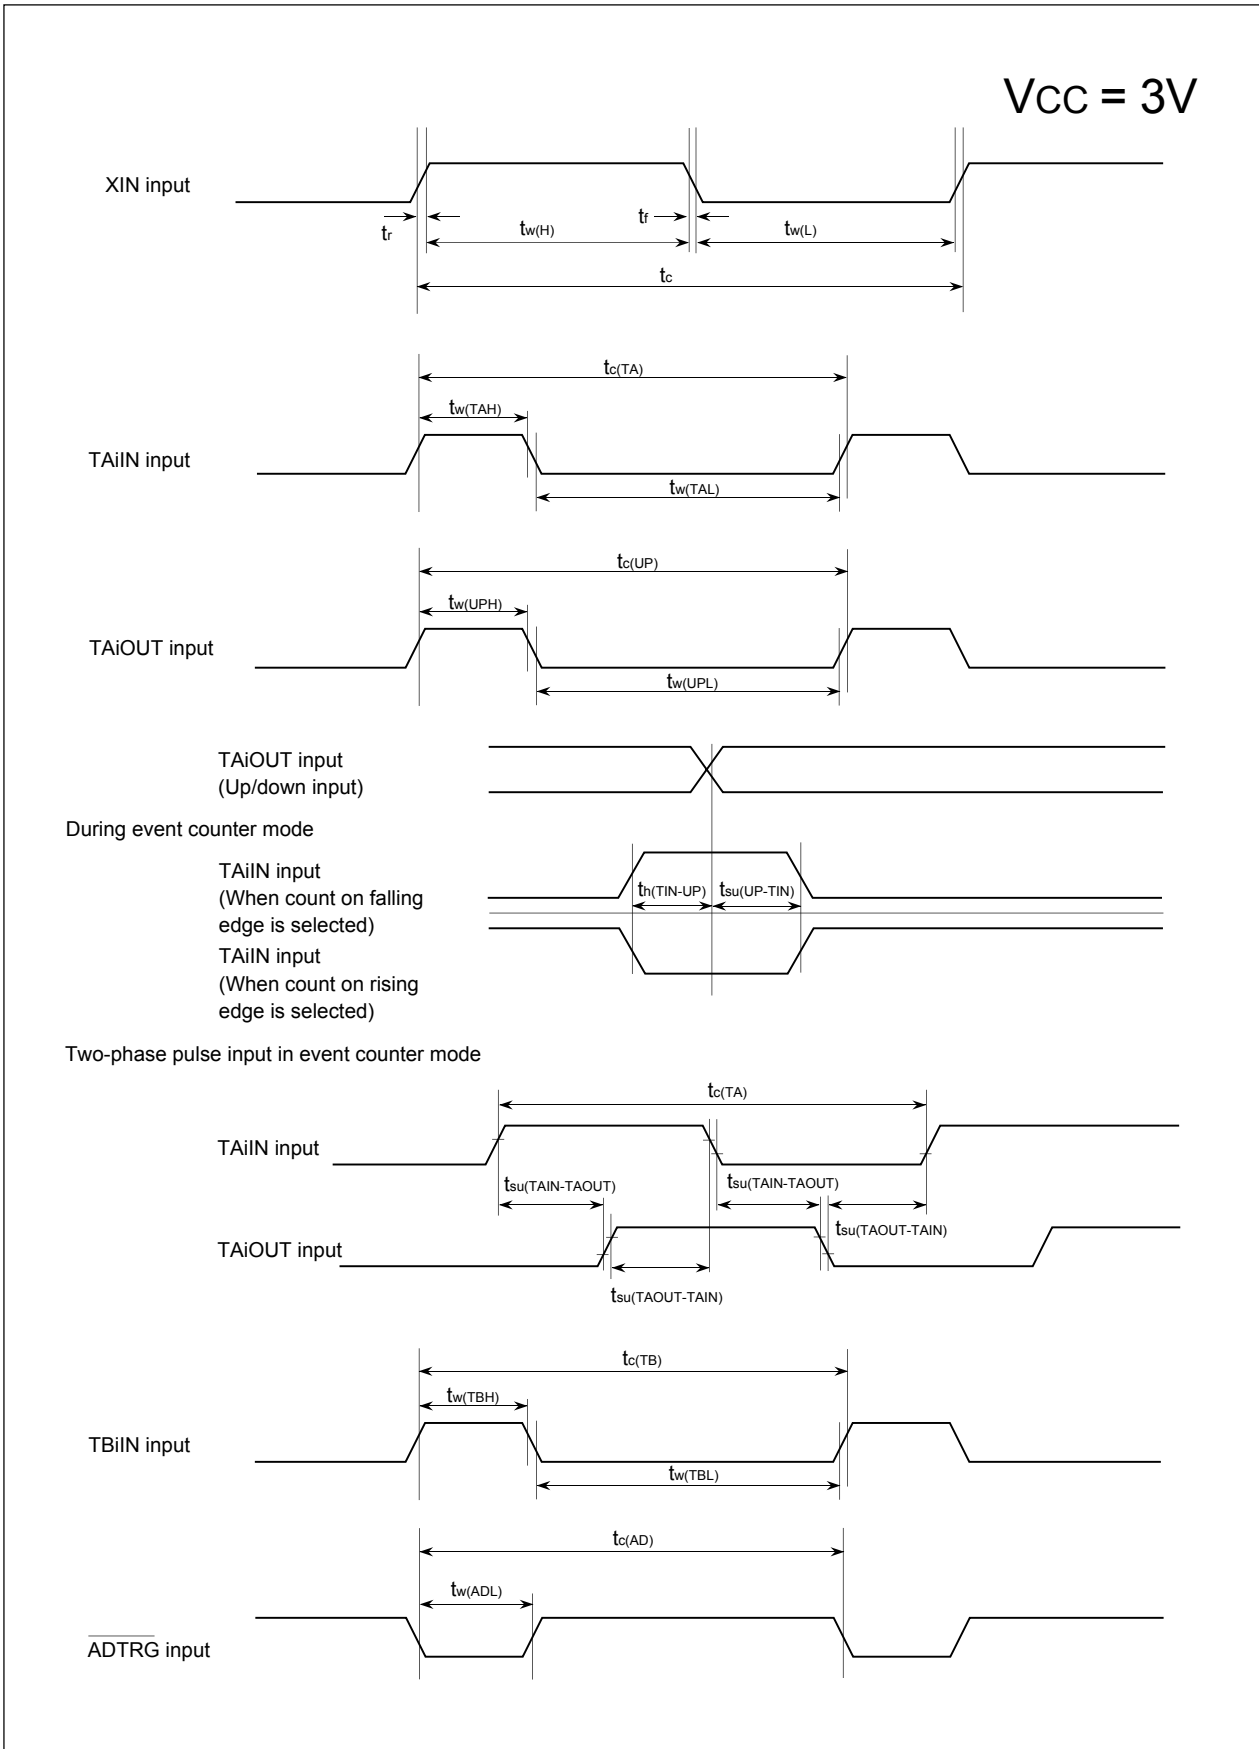 VCC = 3V
XIN input
tr
tw(H)
tf
tw(L)
tc
tc(TA)
tw(TAH)
TAiIN input
tw(TAL)
tc(UP)
tw(UPH)
TAiOUT input
tw(UPL)
TAiOUT input
(Up/down input)
During event counter mode
TAiIN input
(When count on falling
edge is selected)
th(TIN-UP)
tsu(UP-TIN)
TAiIN input
(When count on rising
edge is selected)
Two-phase pulse input in event counter mode
tc(TA)
TAiIN input
tsu(TAIN-TAOUT)
tsu(TAIN-TAOUT)
tsu(TAOUT-TAIN)
TAiOUT input
tsu(TAOUT-TAIN)
tc(TB)
tw(TBH)
TBiIN input
tw(TBL)
tc(AD)
tw(ADL)
ADTRG input